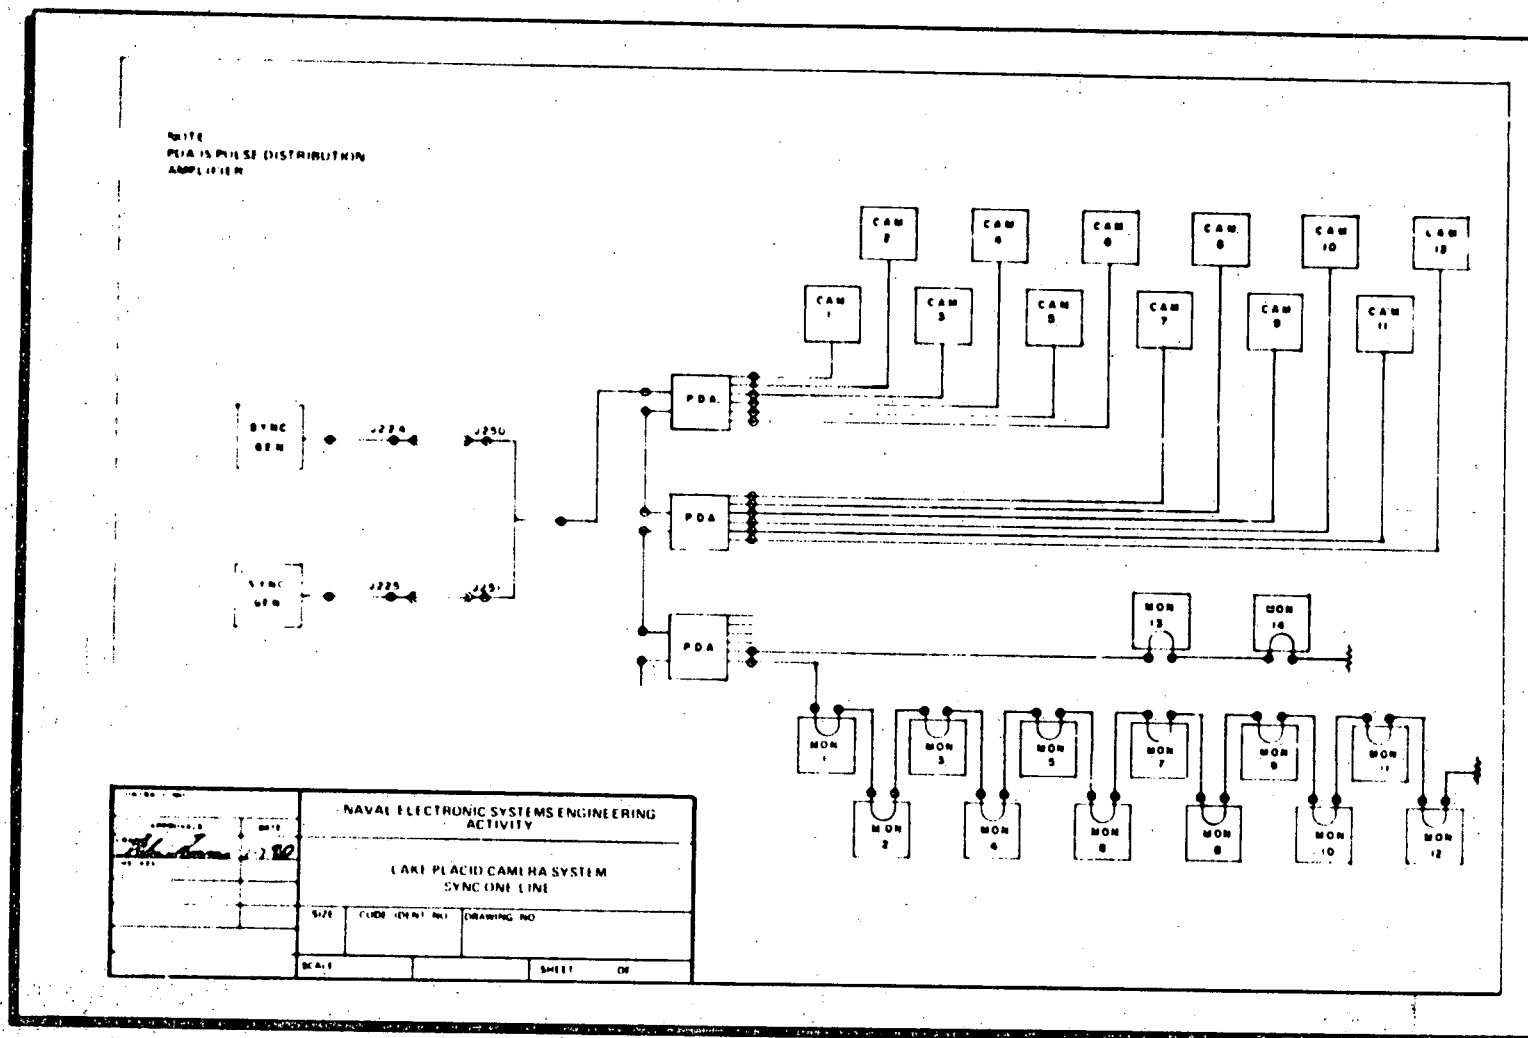 NOTE
PDA IS PULSE DISTRIBUTION
AMPLIFIER
CAM
2
CAM
4
CAM
6
CAM
8
CAM
10
CAM
12
CAM
1
CAM
3
CAM
5
CAM
7
CAM
9
CAM
11
SYNC
GEN
J224
J250
PDA
PDA
SYNC
GEN
J225
J251
PDA
MON
13
MON
14
MON
1
MON
3
MON
5
MON
7
MON
9
MON
11
MON
2
MON
4
MON
6
MON
8
MON
10
MON
12
APPROVALS
DATE
NAVAL ELECTRONIC SYSTEMS ENGINEERING
ACTIVITY
LAKE PLACID CAMERA SYSTEM
SYNC ONE LINE
SIZE
CODE IDENT NO
DRAWING NO
SCALE
SHEET OF